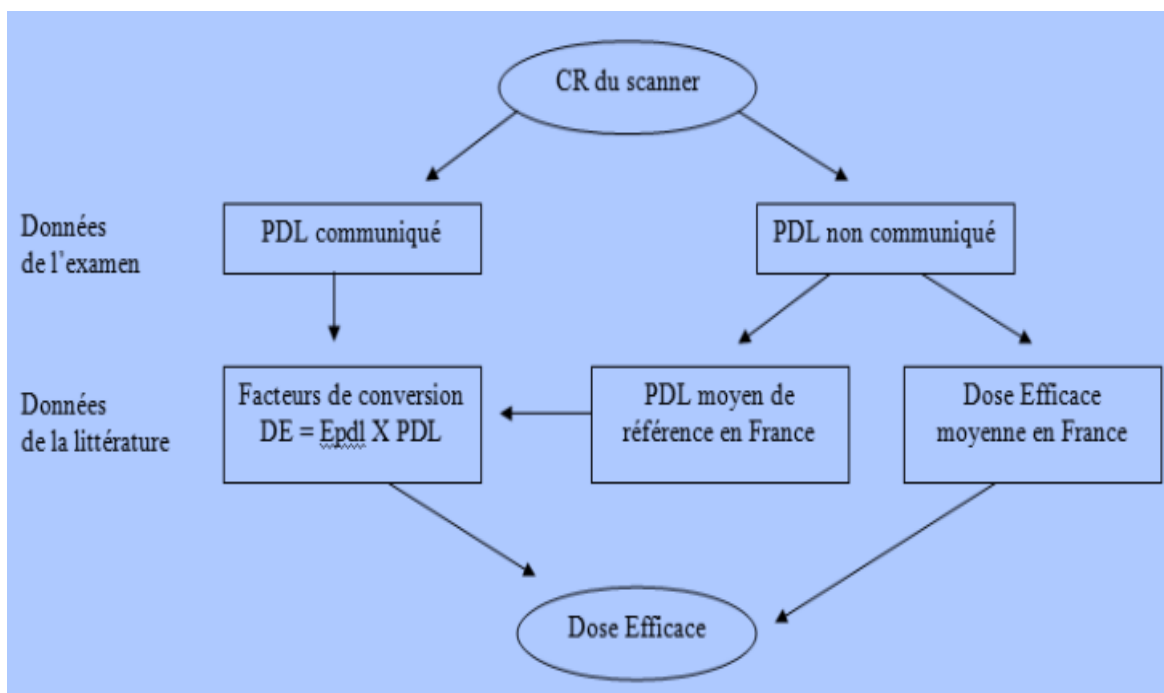 CR du scanner
Données
de l'examen
PDL communiqué
PDL non communiqué
Données
de la littérature
Facteurs de conversion
DE = Epdl X PDL
PDL moyen de
référence en France
Dose Efficace
moyenne en France
Dose Efficace